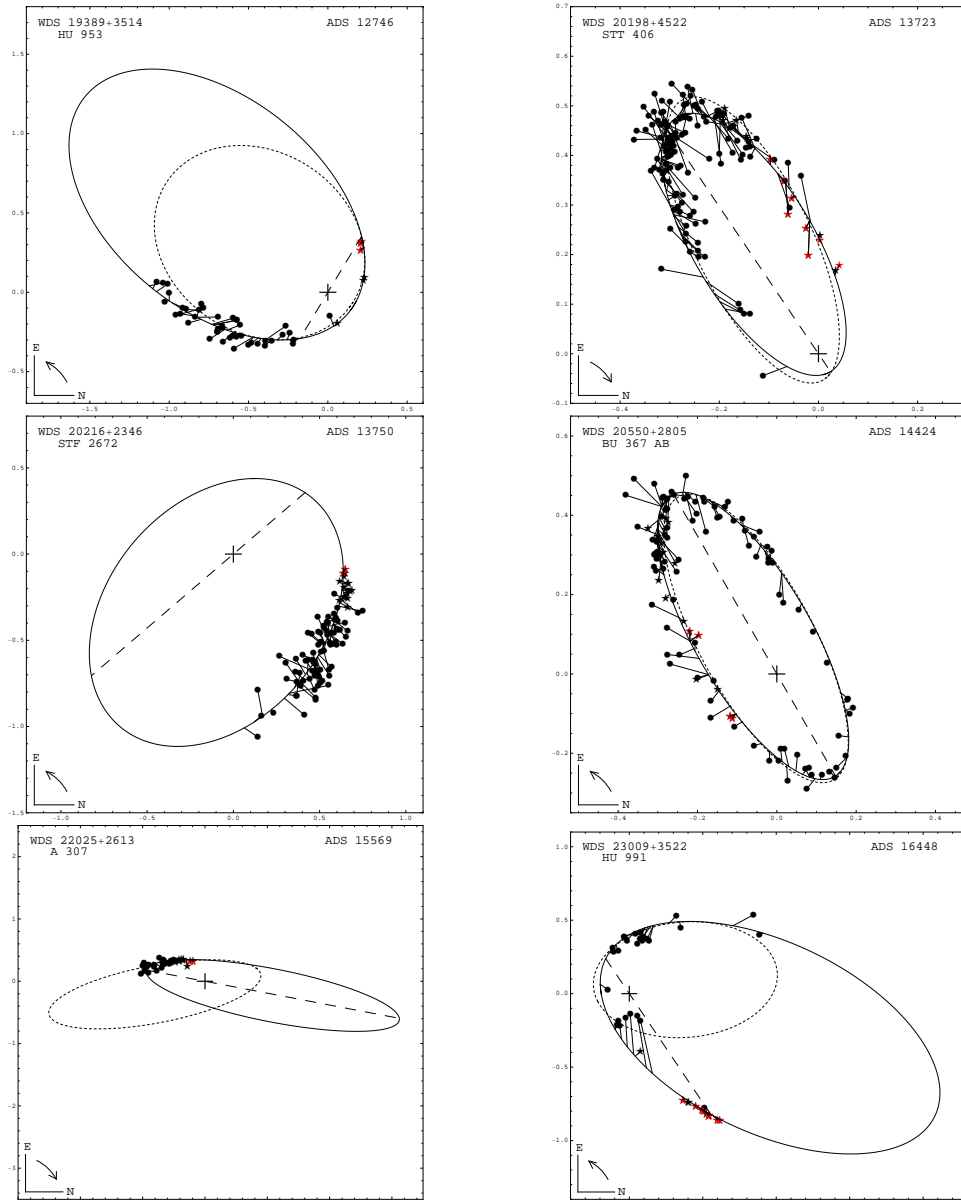 WDS 19389+3514 ADS 12746
HU 953
1.5
1.0
0.5
0.0
-0.5
E
N
-1.5 -1.0 -0.5 0.0 0.5
0.7
WDS 20198+4522 ADS 13723
STT 406
0.6
0.5
0.4
0.3
0.2
0.1
0.0
-0.1
E
N
-0.4 -0.2 0.0 0.2
WDS 20216+2346 ADS 13750
STF 2672
0.5
0.0
-0.5
-1.0
-1.5
E
N
-1.0 -0.5 0.0 0.5 1.0
WDS 20550+2805 ADS 14424
BU 367 AB
0.6
0.4
0.2
0.0
-0.2
E
N
-0.4 -0.2 0.0 0.2 0.4
WDS 22025+2613 ADS 15569
A 307
2
1
0
-1
-2
-3
E
N
WDS 23009+3522 ADS 16448
HU 991
1.0
0.5
0.0
-0.5
-1.0
E
N